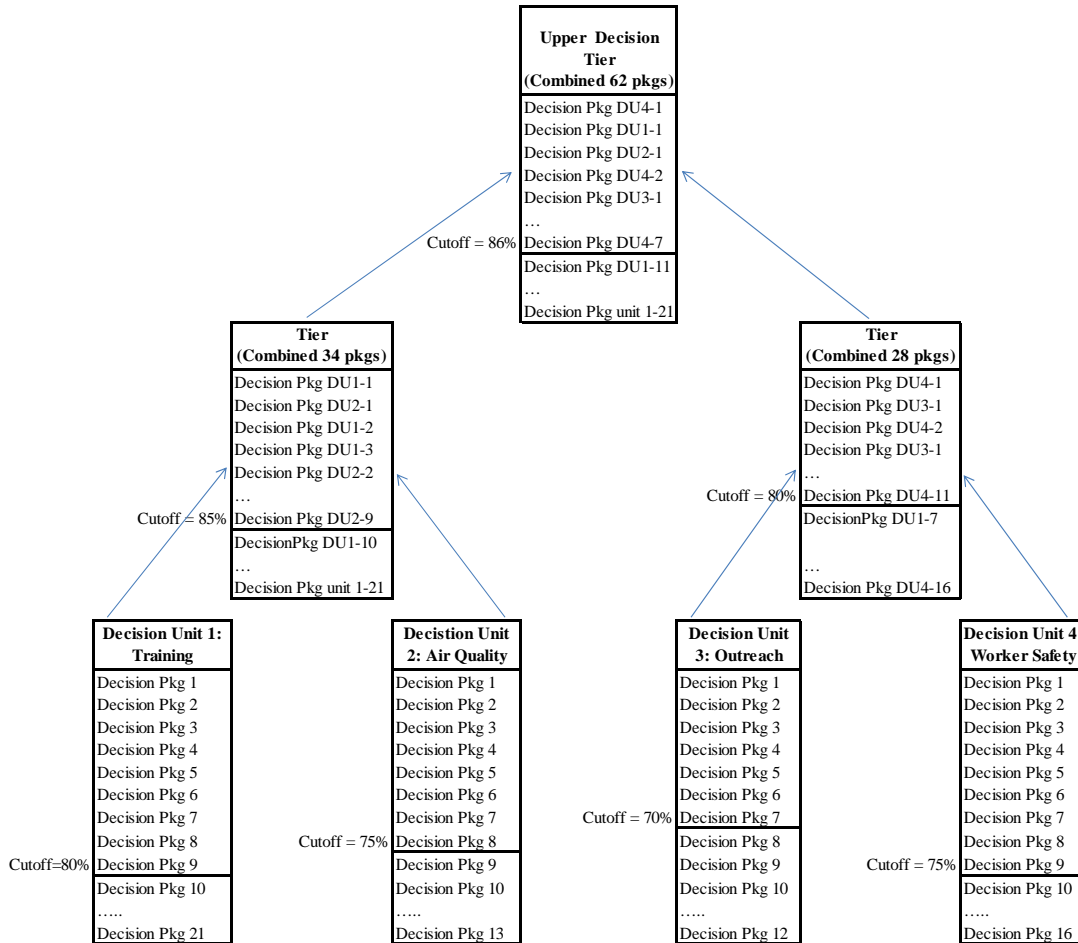 Upper Decision
Tier
(Combined 62 pkgs)
Decision Pkg DU4-1
Decision Pkg DU1-1
Decision Pkg DU2-1
Decision Pkg DU4-2
Decision Pkg DU3-1
…
Cutoff = 86%
Decision Pkg DU4-7
Decision Pkg DU1-11
…
Decision Pkg unit 1-21
Tier
(Combined 34 pkgs)
Decision Pkg DU1-1
Decision Pkg DU2-1
Decision Pkg DU1-2
Decision Pkg DU1-3
Decision Pkg DU2-2
…
Cutoff = 85%
Decision Pkg DU2-9
DecisionPkg DU1-10
…
Decision Pkg unit 1-21
Tier
(Combined 28 pkgs)
Decision Pkg DU4-1
Decision Pkg DU3-1
Decision Pkg DU4-2
Decision Pkg DU3-1
…
Cutoff = 80%
Decision Pkg DU4-11
DecisionPkg DU1-7
…
Decision Pkg DU4-16
Decision Unit 1:
Training
Decision Pkg 1
Decision Pkg 2
Decision Pkg 3
Decision Pkg 4
Decision Pkg 5
Decision Pkg 6
Decision Pkg 7
Decision Pkg 8
Cutoff=80%
Decision Pkg 9
Decision Pkg 10
…..
Decision Pkg 21
Decistion Unit
2: Air Quality
Decision Pkg 1
Decision Pkg 2
Decision Pkg 3
Decision Pkg 4
Decision Pkg 5
Decision Pkg 6
Decision Pkg 7
Cutoff = 75%
Decision Pkg 8
Decision Pkg 9
Decision Pkg 10
…..
Decision Pkg 13
Decision Unit
3: Outreach
Decision Pkg 1
Decision Pkg 2
Decision Pkg 3
Decision Pkg 4
Decision Pkg 5
Decision Pkg 6
Cutoff = 70%
Decision Pkg 7
Decision Pkg 8
Decision Pkg 9
Decision Pkg 10
…..
Decision Pkg 12
Decision Unit 4
Worker Safety
Decision Pkg 1
Decision Pkg 2
Decision Pkg 3
Decision Pkg 4
Decision Pkg 5
Decision Pkg 6
Decision Pkg 7
Decision Pkg 8
Cutoff = 75%
Decision Pkg 9
Decision Pkg 10
…..
Decision Pkg 16